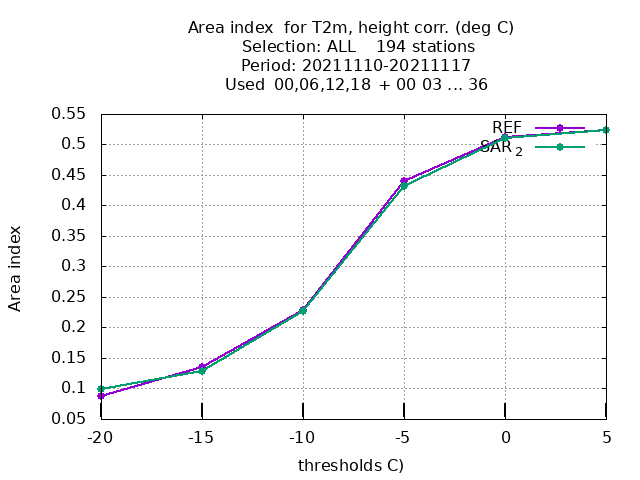 Area index  for T2m, height corr. (deg C)
Selection: ALL    194 stations
Period: 20211110-20211117
Used  00,06,12,18  + 00 03 ... 36
REF
SAR 2
0.55
0.5
0.45
0.4
0.35
0.3
0.25
0.2
0.15
0.1
0.05
Area index
-20 -15 -10 -5 0 5
thresholds C)